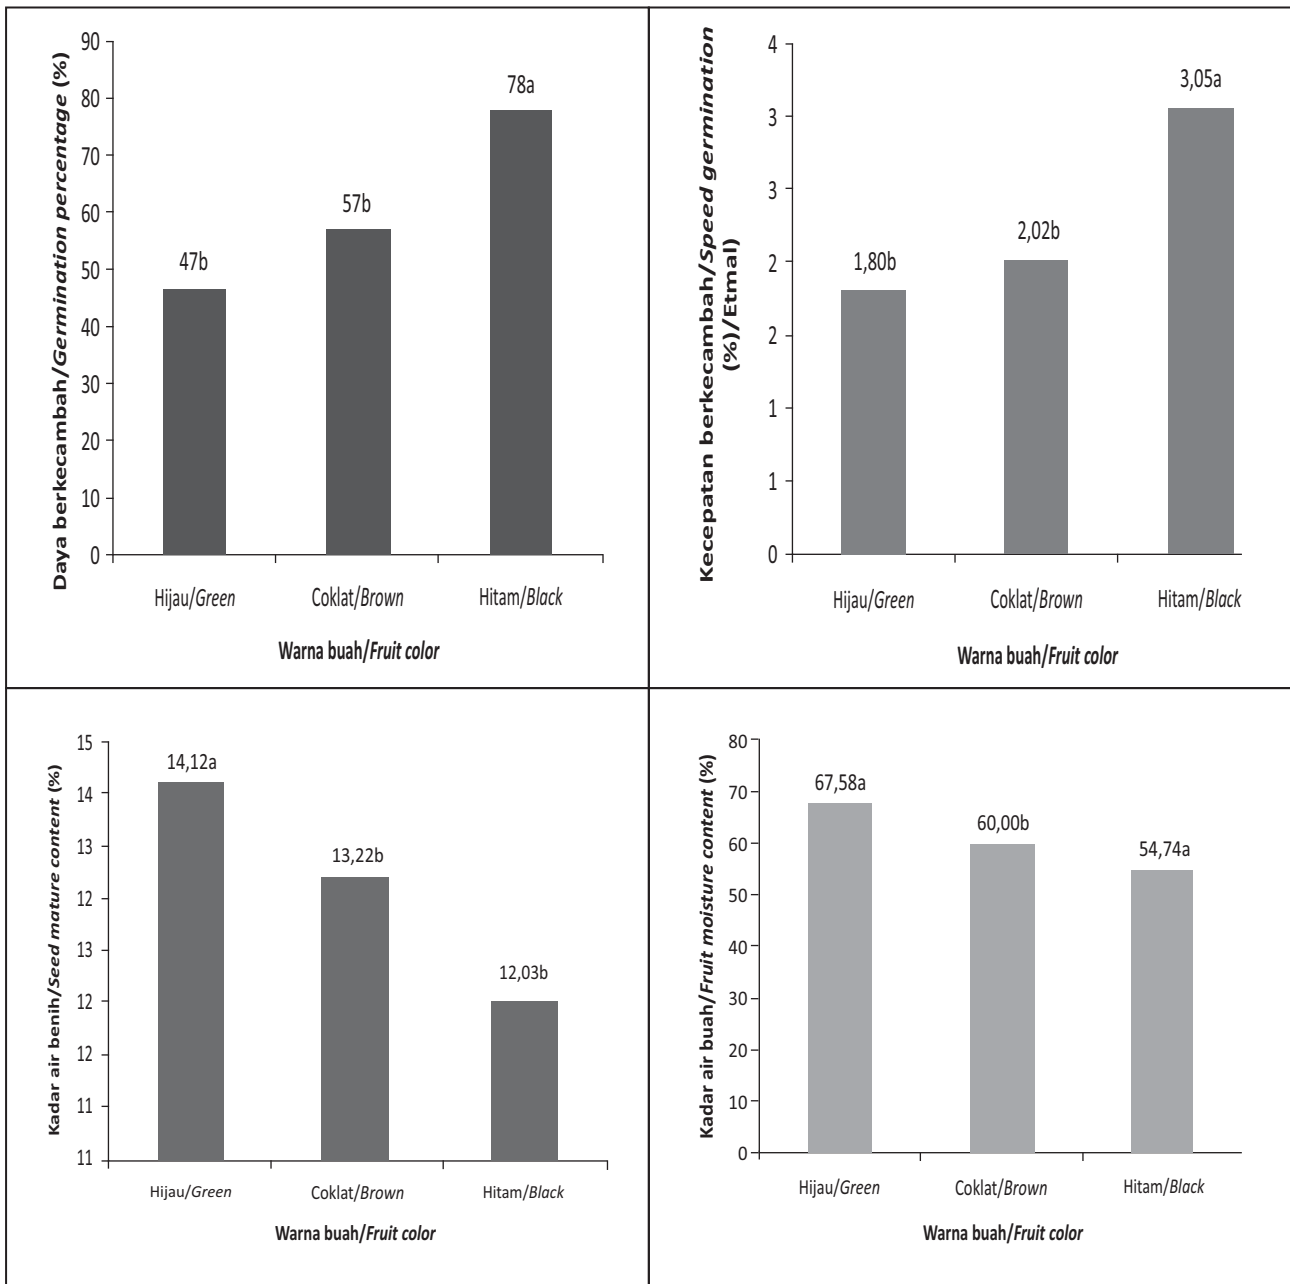 Daya berkecambah/Germination percentage (%)
90
80
70
60
50
40
30
20
10
0
47b
57b
78a
Hijau/Green Coklat/Brown Hitam/Black
Warna buah/Fruit color
Kecepatan berkecambah/Speed germination
(%)/Etmal)
4
3
3
2
2
1
1
0
1,80b
2,02b
3,05a
Hijau/Green Coklat/Brown Hitam/Black
Warna buah/Fruit color
Kadar air benih/Seed mature content (%)
15
14
13
12
13
12
12
11
11
14,12a
13,22b
12,03b
Hijau/Green Coklat/Brown Hitam/Black
Warna buah/Fruit color
Kadar air buah/Fruit moisture content (%)
80
70
60
50
40
30
20
10
0
67,58a
60,00b
54,74a
Hijau/Green Coklat/Brown Hitam/Black
Warna buah/Fruit color